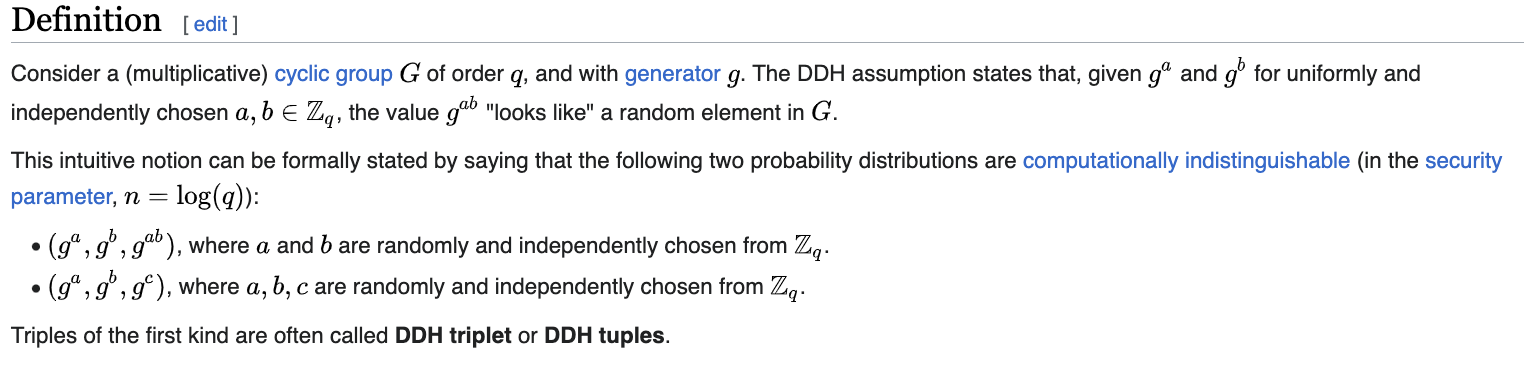 Definition [ edit ]
Consider a (multiplicative) cyclic group G of order q, and with generator g. The DDH assumption states that, given g^a and g^b for uniformly and
independently chosen a, b ∈ ℤ_q, the value g^{ab} "looks like" a random element in G.
This intuitive notion can be formally stated by saying that the following two probability distributions are computationally indistinguishable (in the security
parameter, n = log(q)):
• (g^a, g^b, g^{ab}), where a and b are randomly and independently chosen from ℤ_q.
• (g^a, g^b, g^c), where a, b, c are randomly and independently chosen from ℤ_q.
Triples of the first kind are often called DDH triplet or DDH tuples.